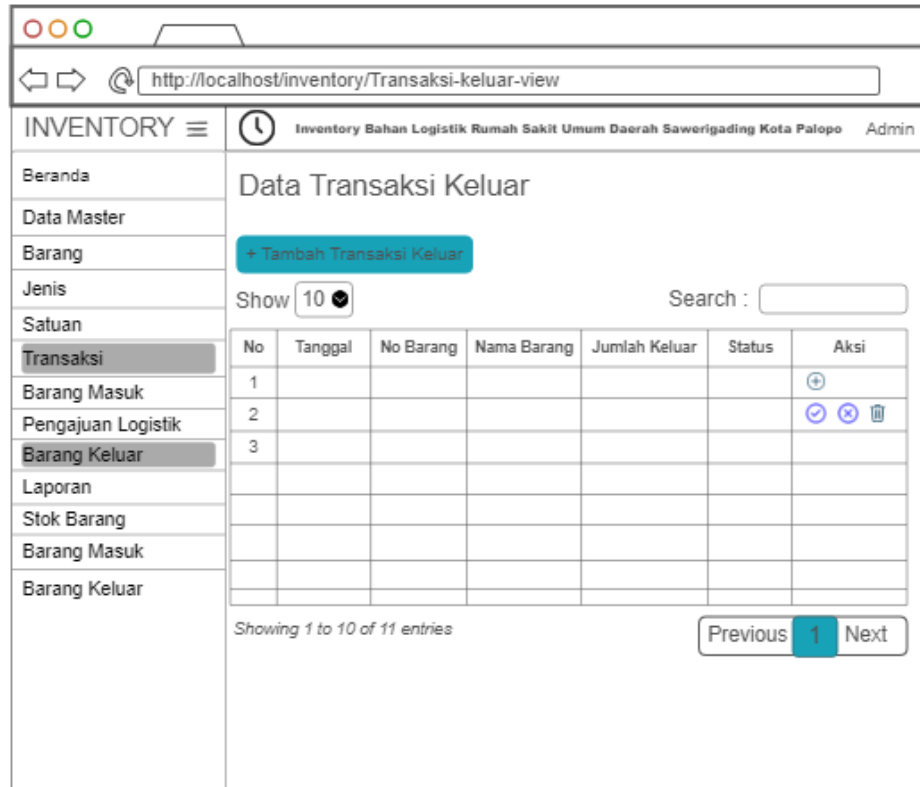 http://localhost/inventory/Transaksi-keluar-view
INVENTORY
Inventory Bahan Logistik Rumah Sakit Umum Daerah Sawerigading Kota Palopo
Admin
Beranda
Data Master
Barang
Jenis
Satuan
Transaksi
Barang Masuk
Pengajuan Logistik
Barang Keluar
Laporan
Stok Barang
Barang Masuk
Barang Keluar
Data Transaksi Keluar
+ Tambah Transaksi Keluar
Show 10
Search :
No Tanggal No Barang Nama Barang Jumlah Keluar Status Aksi
1
2
3
Showing 1 to 10 of 11 entries
Previous 1 Next